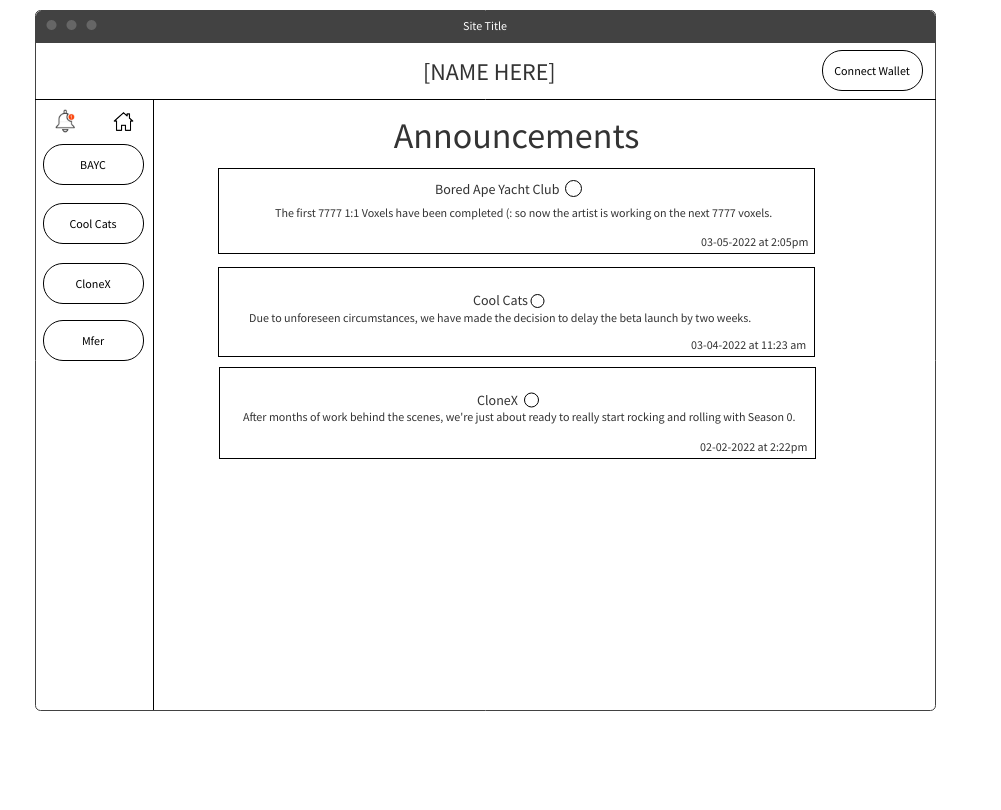 Site Title
[NAME HERE]
Connect Wallet
BAYC
Cool Cats
CloneX
Mfer
Announcements
Bored Ape Yacht Club
The first 7777 1:1 Voxels have been completed (: so now the artist is working on the next 7777 voxels.
03-05-2022 at 2:05pm
Cool Cats
Due to unforeseen circumstances, we have made the decision to delay the beta launch by two weeks.
03-04-2022 at 11:23 am
CloneX
After months of work behind the scenes, we're just about ready to really start rocking and rolling with Season 0.
02-02-2022 at 2:22pm